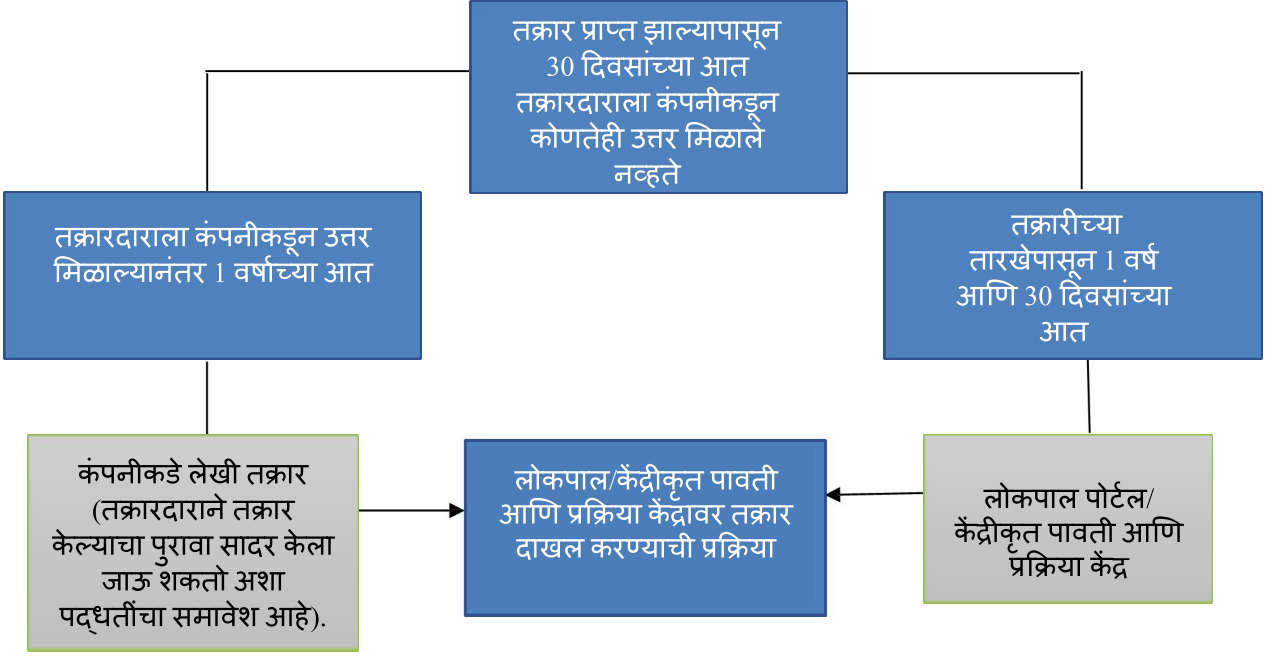 तक्रार प्राप्त झाल्यापासून
30 दिवसांच्या आत
तक्रारदाराला कंपनीकडून
कोणतेही उत्तर मिळाले
नव्हते
तक्रारदाराला कंपनीकडून उत्तर
मिळाल्यानंतर 1 वर्षाच्या आत
तक्रारीच्या
तारखेपासून 1 वर्ष
आणि 30 दिवसांच्या
आत
कंपनीकडे लेखी तक्रार
(तक्रारदाराने तक्रार
केल्याचा पुरावा सादर केला
जाऊ शकतो अशा
पद्धतींचा समावेश आहे).
लोकपाल/केंद्रीकृत पावती
आणि प्रक्रिया केंद्रावर तक्रार
दाखल करण्याची प्रक्रिया
लोकपाल पोर्टल/
केंद्रीकृत पावती आणि
प्रक्रिया केंद्र